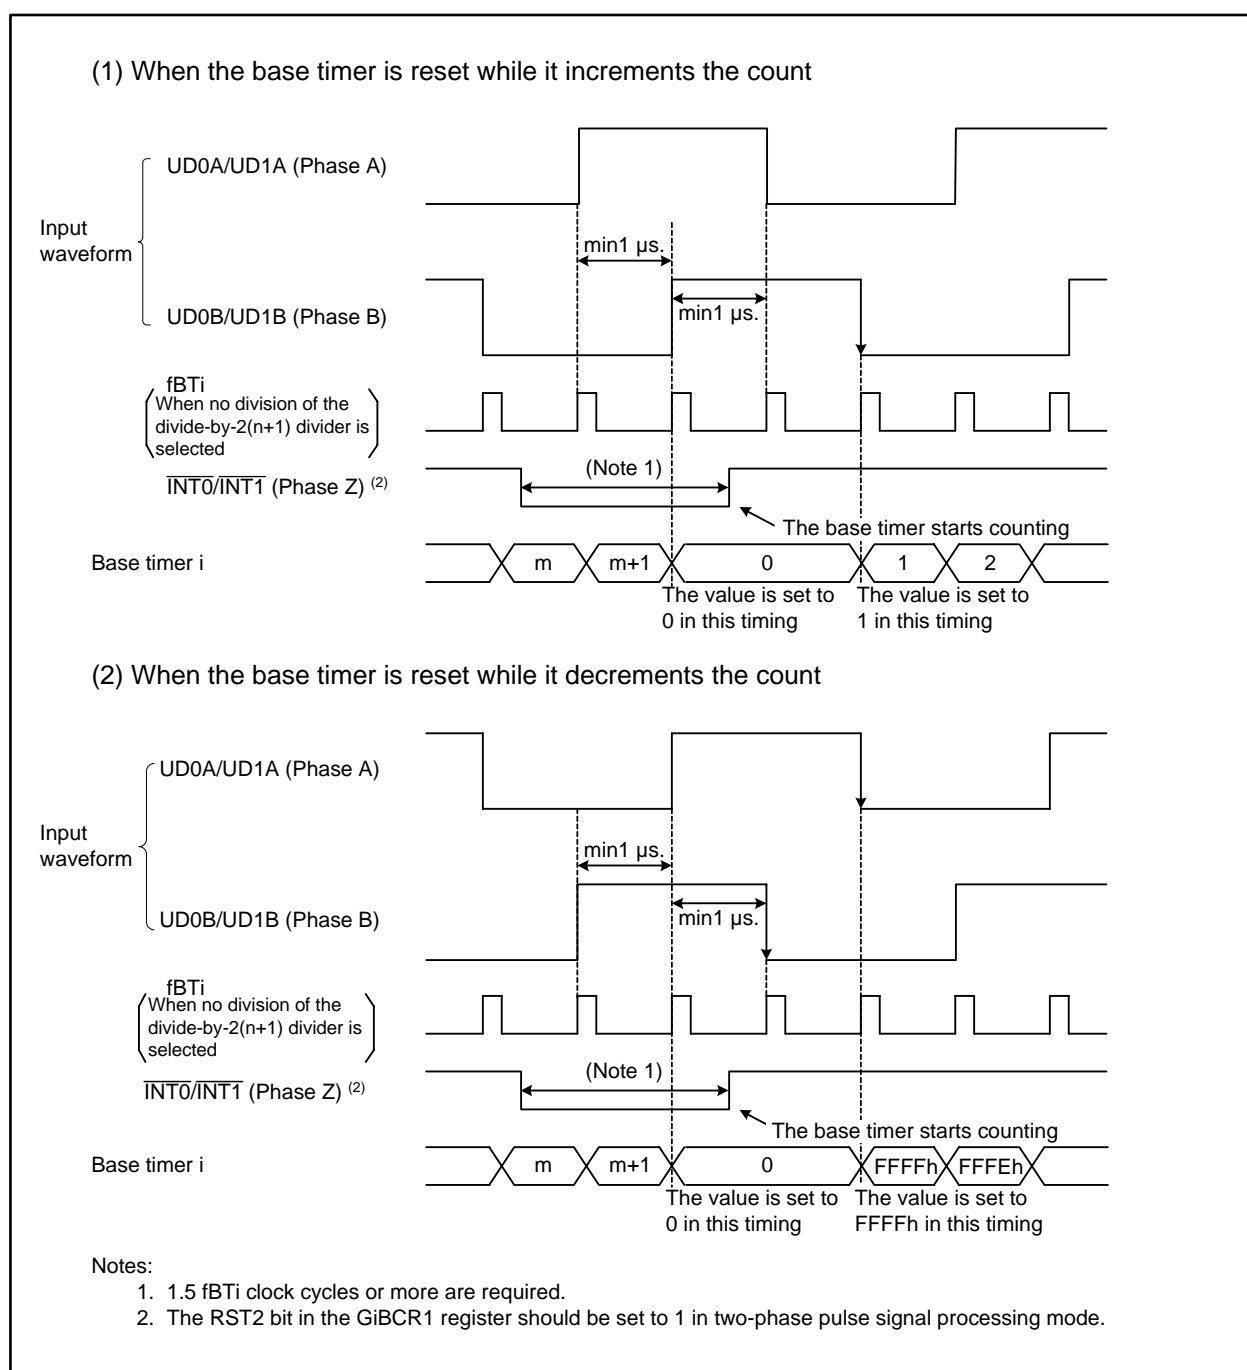 (1) When the base timer is reset while it increments the count
UD0A/UD1A (Phase A)
Input
waveform
min1 µs.
UD0B/UD1B (Phase B)
min1 µs.
fBTi
When no division of the
divide-by-2(n+1) divider is
selected
(Note 1)
INT0/INT1 (Phase Z) (2)
The base timer starts counting
Base timer i
m
m+1
0
1
2
The value is set to
0 in this timing
The value is set to
1 in this timing
(2) When the base timer is reset while it decrements the count
UD0A/UD1A (Phase A)
Input
waveform
min1 µs.
UD0B/UD1B (Phase B)
min1 µs.
fBTi
When no division of the
divide-by-2(n+1) divider is
selected
(Note 1)
INT0/INT1 (Phase Z) (2)
The base timer starts counting
Base timer i
m
m+1
0
FFFFh
FFFEh
The value is set to
0 in this timing
The value is set to
FFFFh in this timing
Notes:
1. 1.5 fBTi clock cycles or more are required.
2. The RST2 bit in the GiBCR1 register should be set to 1 in two-phase pulse signal processing mode.